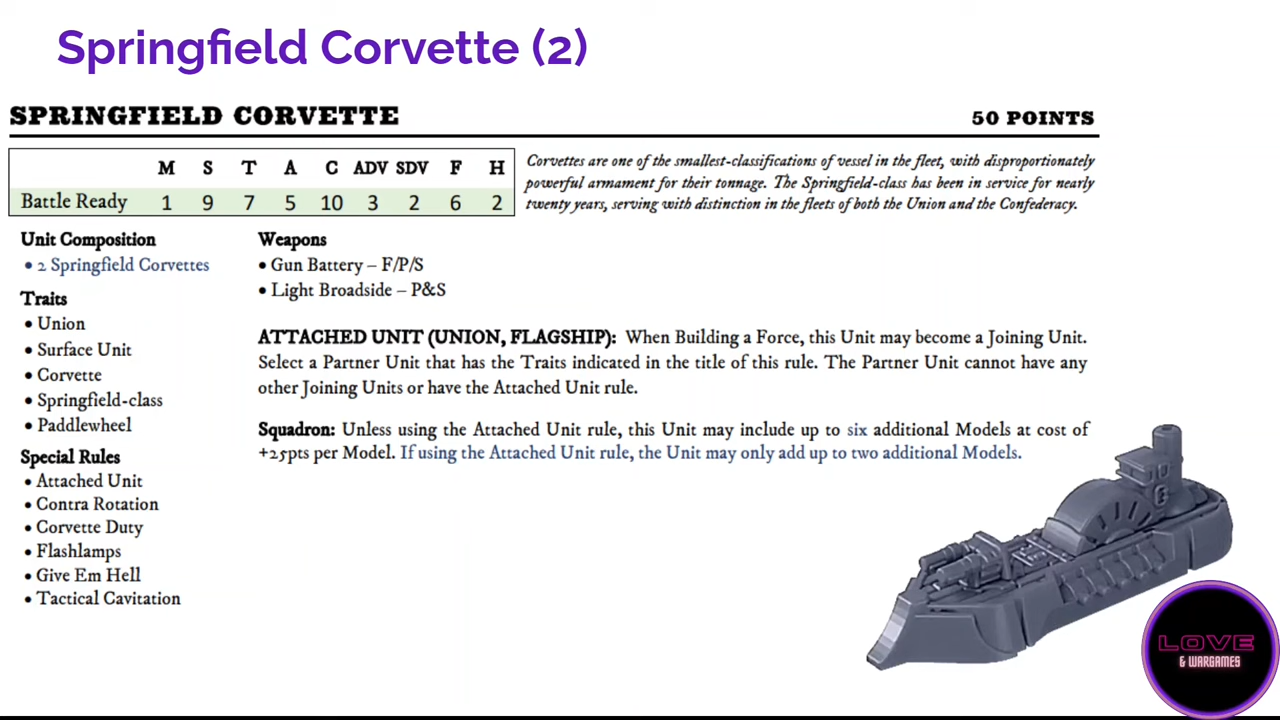 Springfield Corvette (2)
SPRINGFIELD CORVETTE
50 POINTS
M S T A C ADV SDV F H
Battle Ready 1 9 7 5 10 3 2 6 2
Corvettes are one of the smallest-classifications of vessel in the fleet, with disproportionately
powerful armament for their tonnage. The Springfield-class has been in service for nearly
twenty years, serving with distinction in the fleets of both the Union and the Confederacy.
Unit Composition
• 2 Springfield Corvettes
Traits
• Union
• Surface Unit
• Corvette
• Springfield-class
• Paddlewheel
Special Rules
• Attached Unit
• Contra Rotation
• Corvette Duty
• Flashlamps
• Give Em Hell
• Tactical Cavitation
Weapons
• Gun Battery – F/P/S
• Light Broadside – P&S
ATTACHED UNIT (UNION, FLAGSHIP): When Building a Force, this Unit may become a Joining Unit.
Select a Partner Unit that has the Traits indicated in the title of this rule. The Partner Unit cannot have any
other Joining Units or have the Attached Unit rule.
Squadron: Unless using the Attached Unit rule, this Unit may include up to six additional Models at cost of
+25pts per Model. If using the Attached Unit rule, the Unit may only add up to two additional Models.
LOVE
& WARGAMES